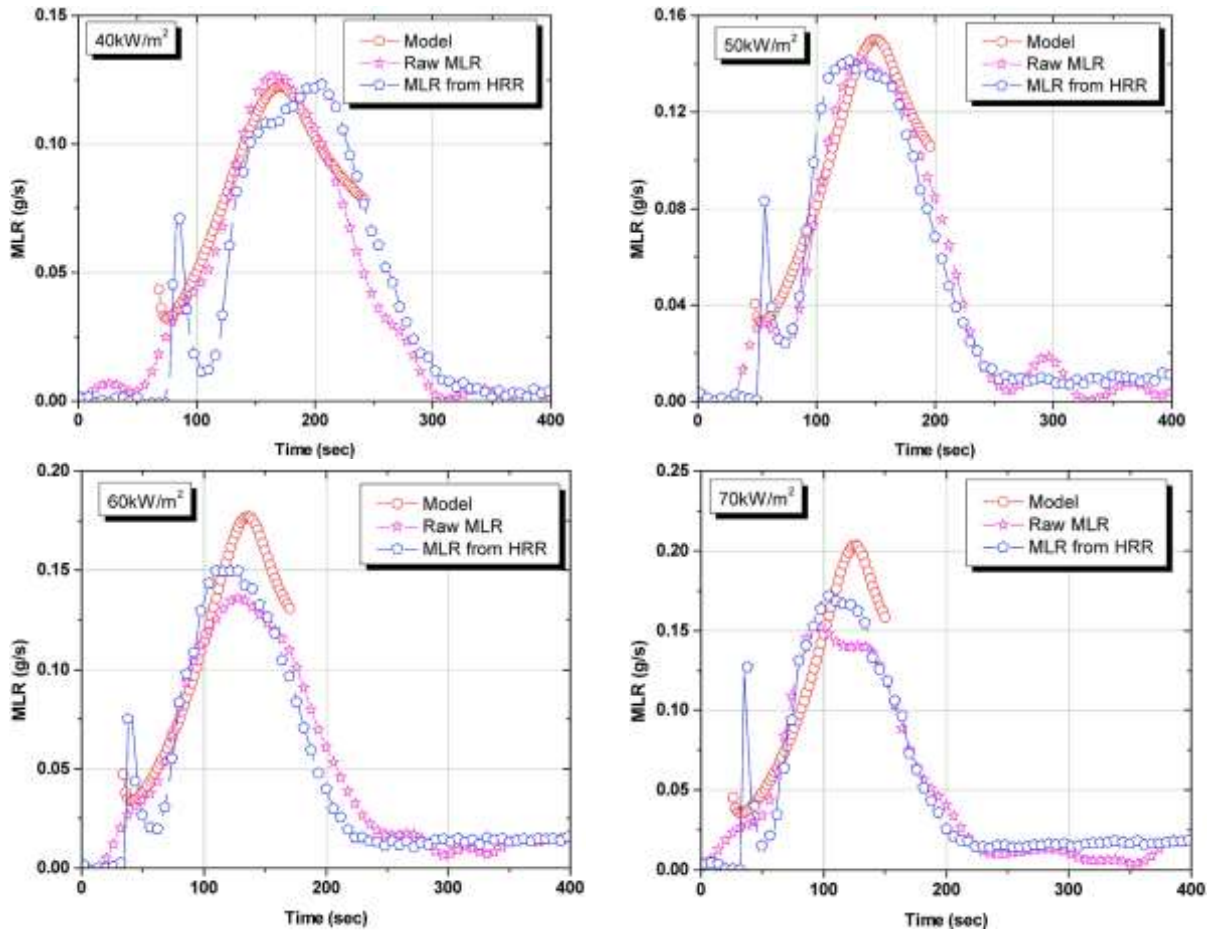 40kW/m²
Model
Raw MLR
MLR from HRR
MLR (g/s)
0.15
0.10
0.05
0.00
0 100 200 300 400
Time (sec)
50kW/m²
Model
Raw MLR
MLR from HRR
MLR (g/s)
0.16
0.12
0.08
0.04
0.00
0 100 200 300 400
Time (sec)
60kW/m²
Model
Raw MLR
MLR from HRR
MLR (g/s)
0.20
0.15
0.10
0.05
0.00
0 100 200 300 400
Time (sec)
70kW/m²
Model
Raw MLR
MLR from HRR
MLR (g/s)
0.25
0.20
0.15
0.10
0.05
0.00
0 100 200 300 400
Time (sec)